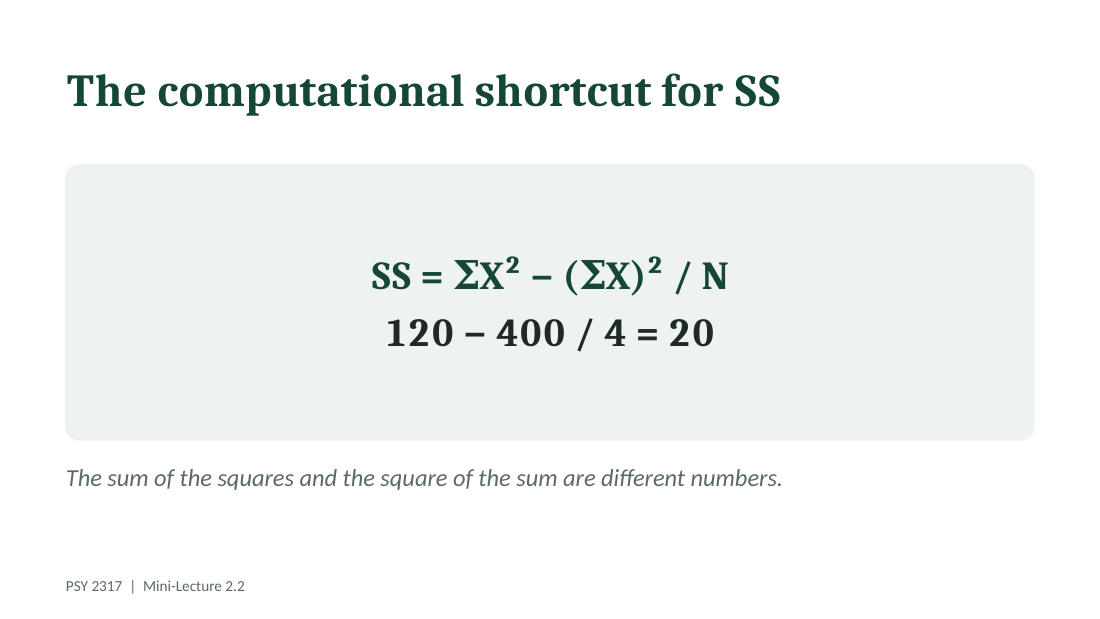 The computational shortcut for SS
SS = ΣX² − (ΣX)² / N
120 − 400 / 4 = 20
The sum of the squares and the square of the sum are different numbers.
PSY 2317 | Mini-Lecture 2.2